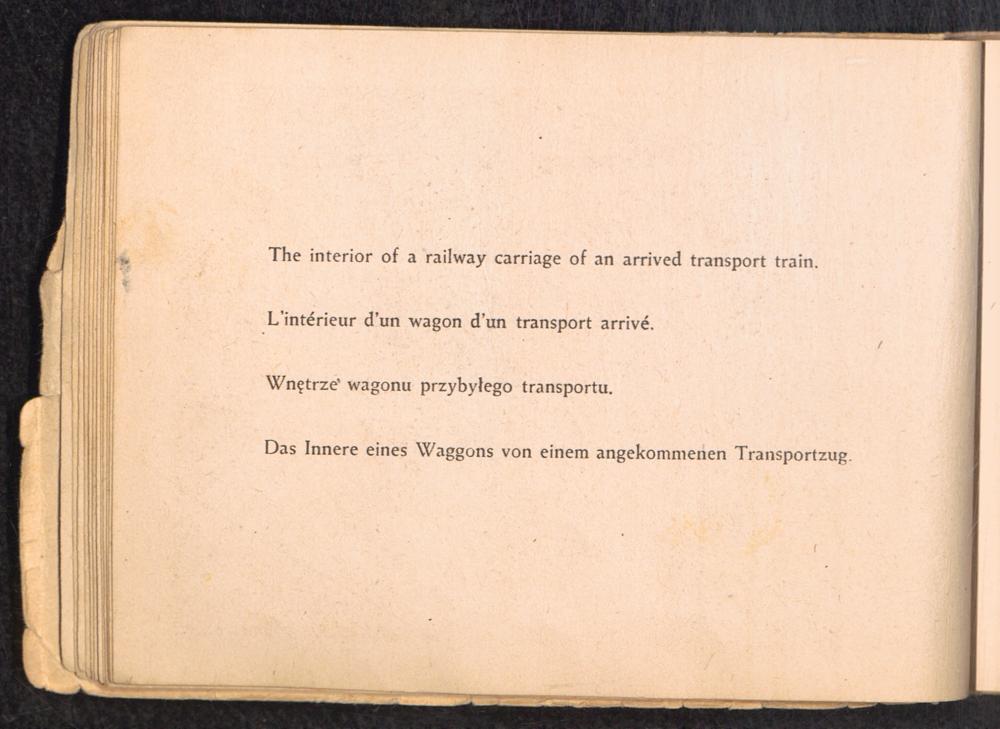 The interior of a railway carriage of an arrived transport train.
L'intérieur d'un wagon d'un transport arrivé.
Wnętrze wagonu przybyłego transportu.
Das Innere eines Waggons von einem angekommenen Transportzug.